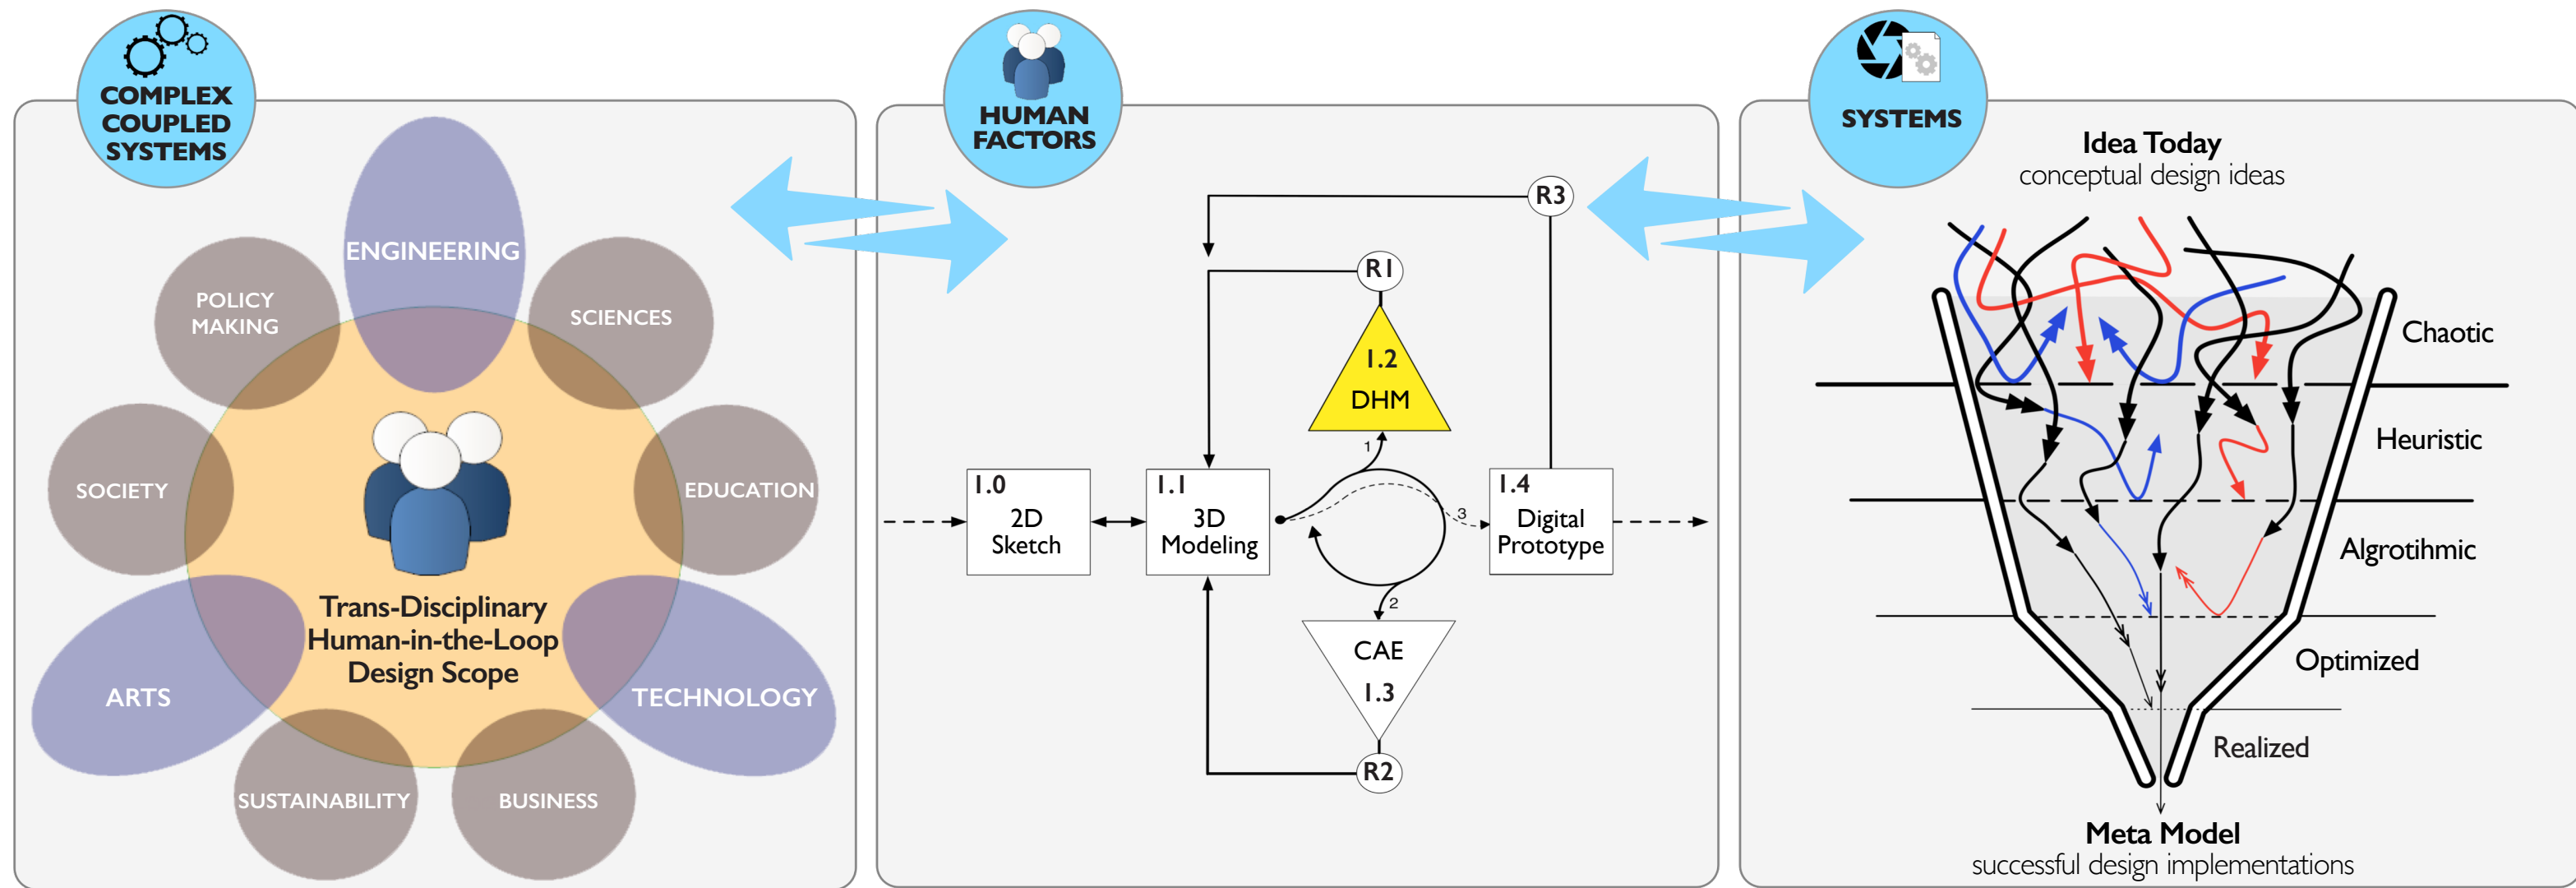 COMPLEX
COUPLED
SYSTEMS
ENGINEERING
POLICY
MAKING
SCIENCES
SOCIETY
EDUCATION
Trans-Disciplinary
Human-in-the-Loop
Design Scope
ARTS
TECHNOLOGY
SUSTAINABILITY
BUSINESS
HUMAN
FACTORS
R3
R1
1.2
DHM
1
1.0
2D
Sketch
1.1
3D
Modeling
3
1.4
Digital
Prototype
2
CAE
1.3
R2
SYSTEMS
Idea Today
conceptual design ideas
Chaotic
Heuristic
Algrotihmic
Optimized
Realized
Meta Model
successful design implementations